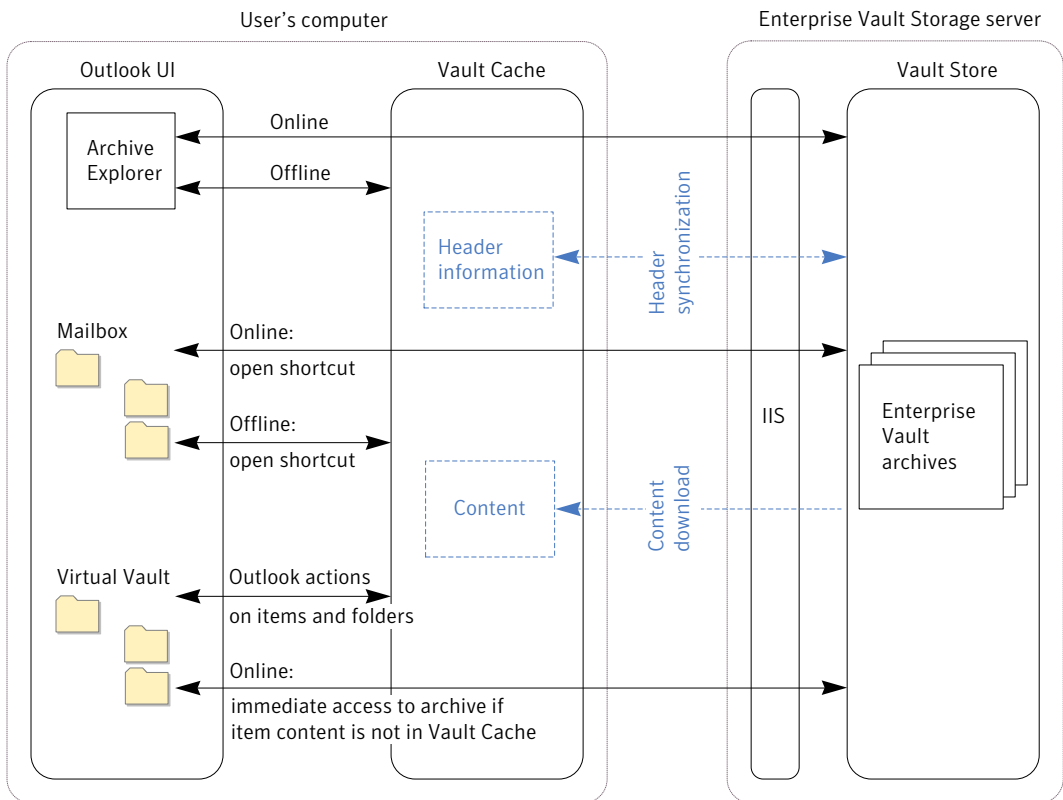 User's computer
Enterprise Vault Storage server
Outlook UI
Vault Cache
Vault Store
Archive
Explorer
Online
Offline
Header
information
Header
synchronization
Mailbox
Online:
open shortcut
Offline:
open shortcut
IIS
Enterprise
Vault
archives
Content
Content
download
Virtual Vault
Outlook actions
on items and folders
Online:
immediate access to archive if
item content is not in Vault Cache